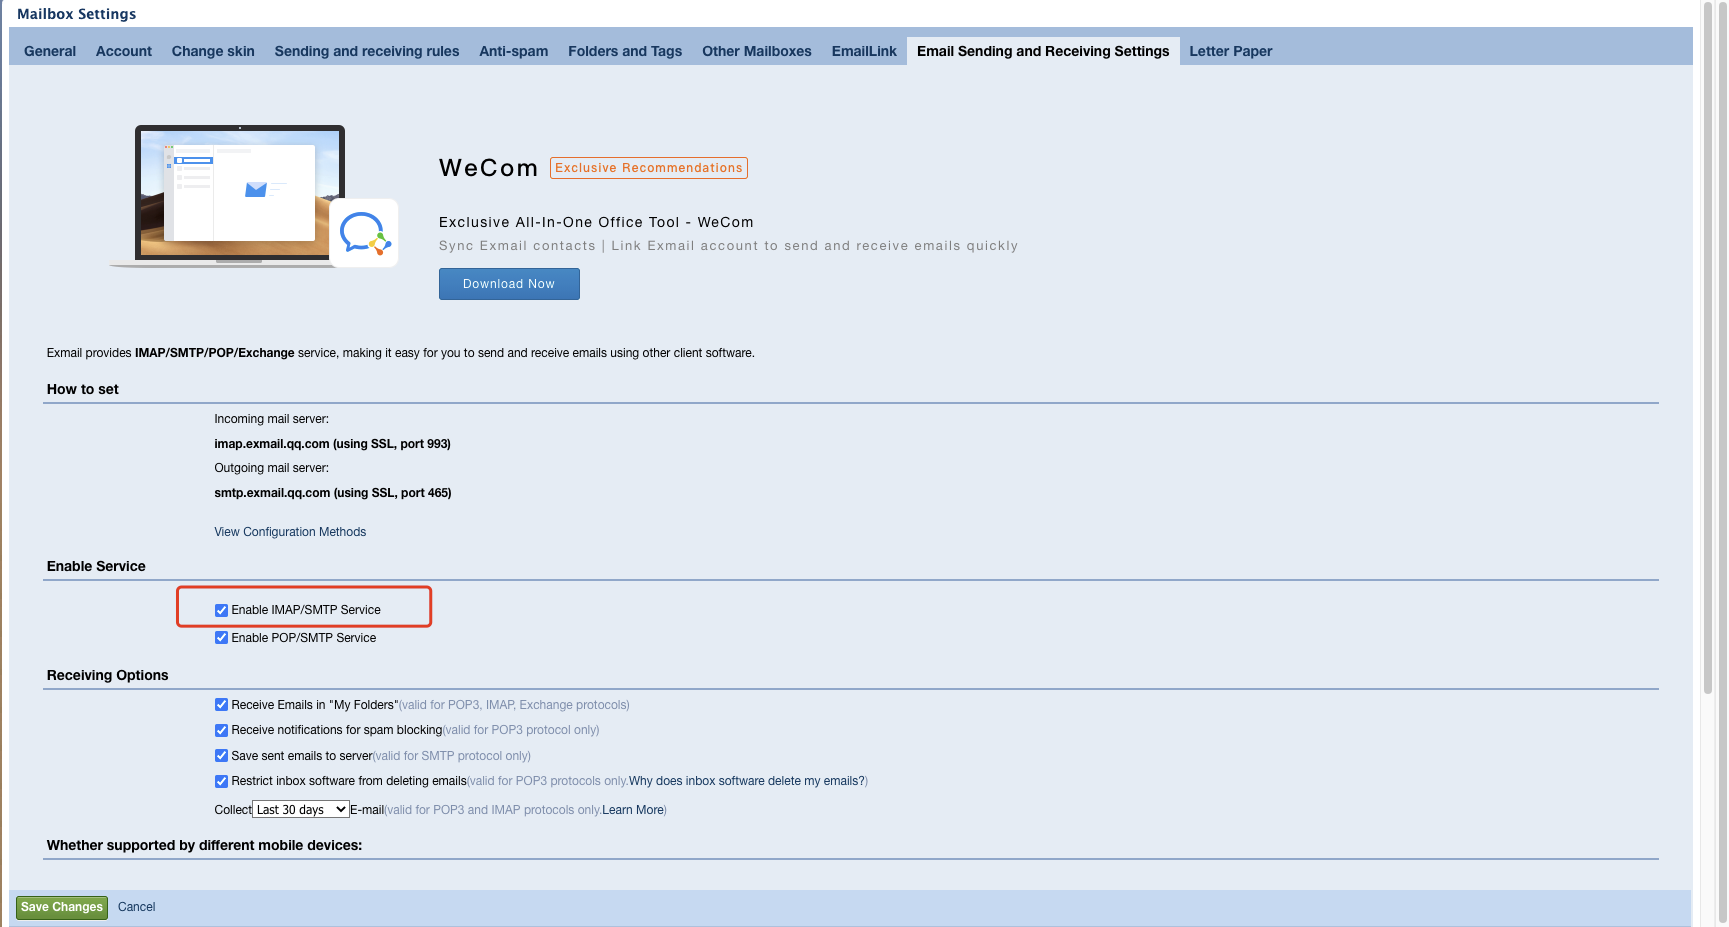 Mailbox Settings
General Account Change skin Sending and receiving rules Anti-spam Folders and Tags Other Mailboxes EmailLink Email Sending and Receiving Settings Letter Paper
WeCom Exclusive Recommendations
Exclusive All-In-One Office Tool - WeCom
Sync Exmail contacts | Link Exmail account to send and receive emails quickly
Download Now
Exmail provides IMAP/SMTP/POP/Exchange service, making it easy for you to send and receive emails using other client software.
How to set
Incoming mail server:
imap.exmail.qq.com (using SSL, port 993)
Outgoing mail server:
smtp.exmail.qq.com (using SSL, port 465)
View Configuration Methods
Enable Service
Enable IMAP/SMTP Service
Enable POP/SMTP Service
Receiving Options
Receive Emails in "My Folders"(valid for POP3, IMAP, Exchange protocols)
Receive notifications for spam blocking(valid for POP3 protocol only)
Save sent emails to server(valid for SMTP protocol only)
Restrict inbox software from deleting emails(valid for POP3 protocols only.Why does inbox software delete my emails?)
Collect Last 30 days E-mail(valid for POP3 and IMAP protocols only.Learn More)
Whether supported by different mobile devices:
Save Changes Cancel